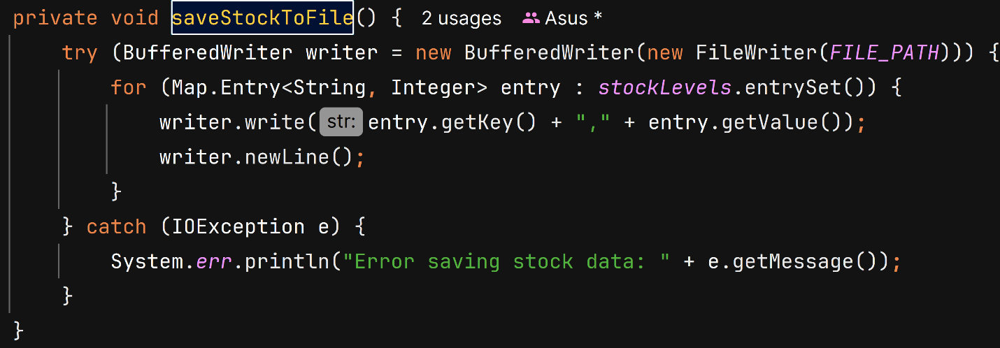 private void saveStockToFile() { 2 usages Asus *
try (BufferedWriter writer = new BufferedWriter(new FileWriter(FILE_PATH))) {
for (Map.Entry<String, Integer> entry : stockLevels.entrySet()) {
writer.write( str: entry.getKey() + "," + entry.getValue());
writer.newLine();
}
} catch (IOException e) {
System.err.println("Error saving stock data: " + e.getMessage());
}
}